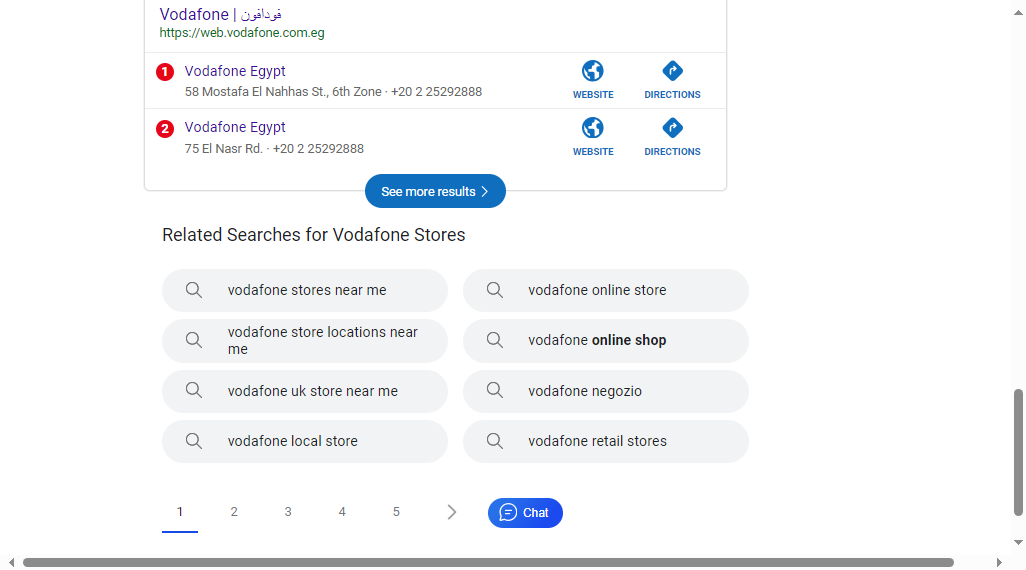 Vodafone | فودافون
https://web.vodafone.com.eg
1 Vodafone Egypt
58 Mostafa El Nahhas St., 6th Zone · +20 2 25292888
WEBSITE DIRECTIONS
2 Vodafone Egypt
75 El Nasr Rd. · +20 2 25292888
WEBSITE DIRECTIONS
See more results
Related Searches for Vodafone Stores
vodafone stores near me
vodafone online store
vodafone store locations near
me
vodafone online shop
vodafone uk store near me
vodafone negozio
vodafone local store
vodafone retail stores
1 2 3 4 5 Chat